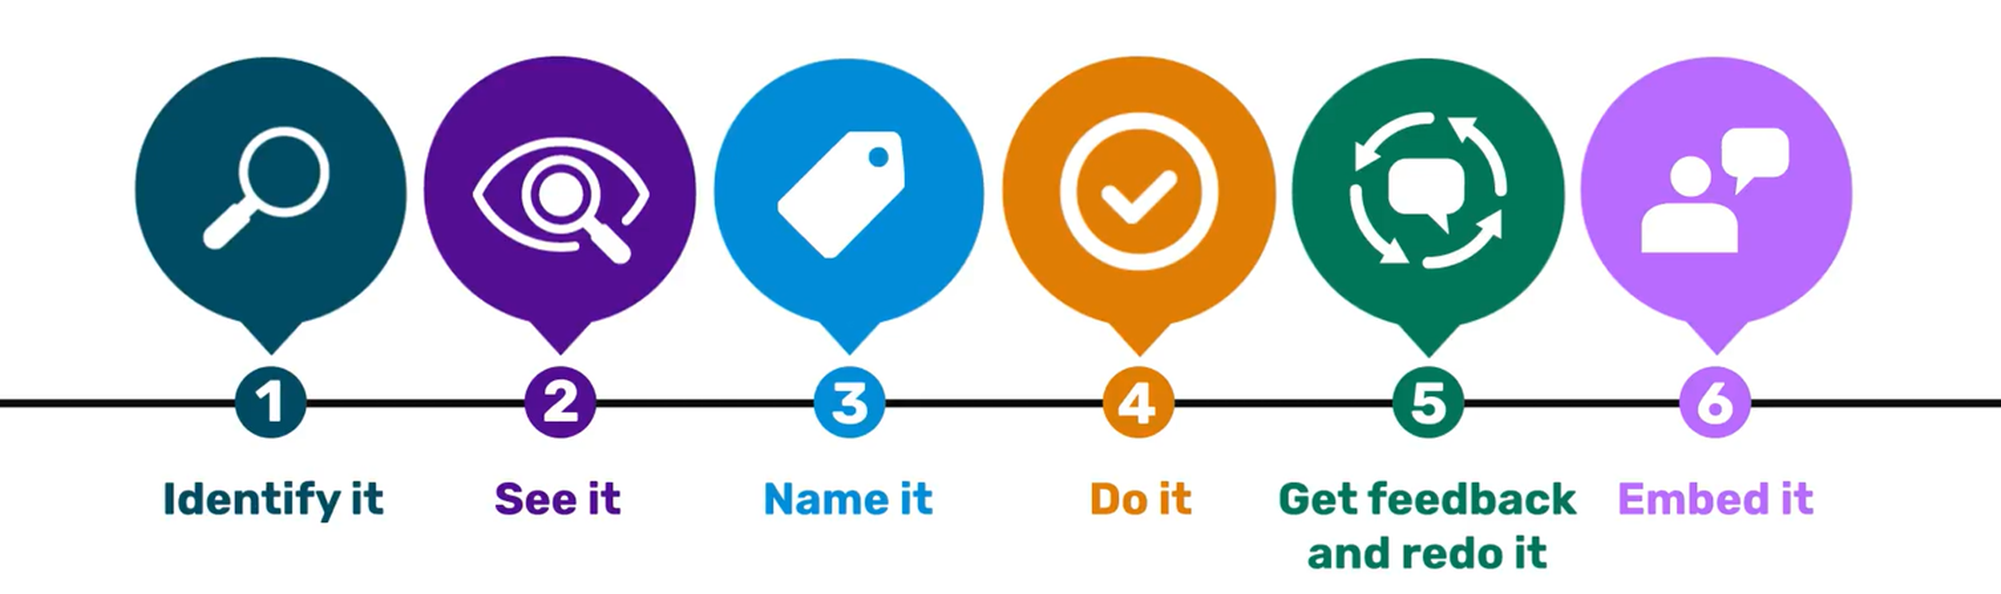 1
2
3
4
5
6
Identify it
See it
Name it
Do it
Get feedback
and redo it
Embed it